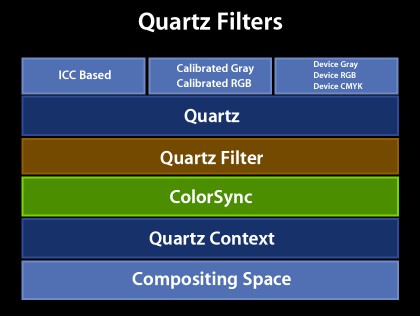 Quartz Filters
ICC Based
Calibrated Gray
Calibrated RGB
Device Gray
Device RGB
Device CMYK
Quartz
Quartz Filter
ColorSync
Quartz Context
Compositing Space